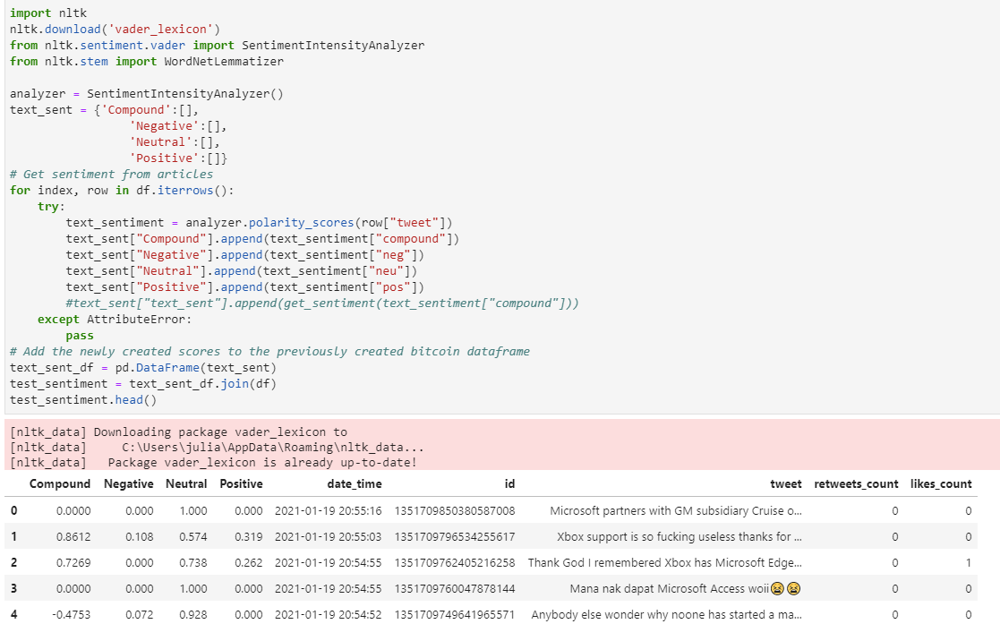 import nltk
nltk.download('vader_lexicon')
from nltk.sentiment.vader import SentimentIntensityAnalyzer
from nltk.stem import WordNetLemmatizer

analyzer = SentimentIntensityAnalyzer()
text_sent = {'Compound':[],
                 'Negative':[],
                 'Neutral':[],
                 'Positive':[]}
# Get sentiment from articles
for index, row in df.iterrows():
    try:
        text_sentiment = analyzer.polarity_scores(row["tweet"])
        text_sent["Compound"].append(text_sentiment["compound"])
        text_sent["Negative"].append(text_sentiment["neg"])
        text_sent["Neutral"].append(text_sentiment["neu"])
        text_sent["Positive"].append(text_sentiment["pos"])
        #text_sent["text_sent"].append(get_sentiment(text_sentiment["compound"]))
    except AttributeError:
        pass
# Add the newly created scores to the previously created bitcoin dataframe
text_sent_df = pd.DataFrame(text_sent)
test_sentiment = text_sent_df.join(df)
test_sentiment.head()
[nltk_data] Downloading package vader_lexicon to
[nltk_data]     C:\Users\julia\AppData\Roaming\nltk_data...
[nltk_data]   Package vader_lexicon is already up-to-date!
Compound Negative Neutral Positive date_time id tweet retweets_count likes_count
0 0.0000 0.000 1.000 0.000 2021-01-19 20:55:16 1351709850380587008 Microsoft partners with GM subsidiary Cruise o... 0 0
1 0.8612 0.108 0.574 0.319 2021-01-19 20:55:03 1351709796534255617 Xbox support is so fucking useless thanks for ... 0 0
2 0.7269 0.000 0.738 0.262 2021-01-19 20:54:55 1351709762405216258 Thank God I remembered Xbox has Microsoft Edge... 0 1
3 0.0000 0.000 1.000 0.000 2021-01-19 20:54:55 1351709760047878144 Mana nak dapat Microsoft Access woii😫😫 0 0
4 -0.4753 0.072 0.928 0.000 2021-01-19 20:54:52 1351709749641965571 Anybody else wonder why noone has started a ma... 0 0